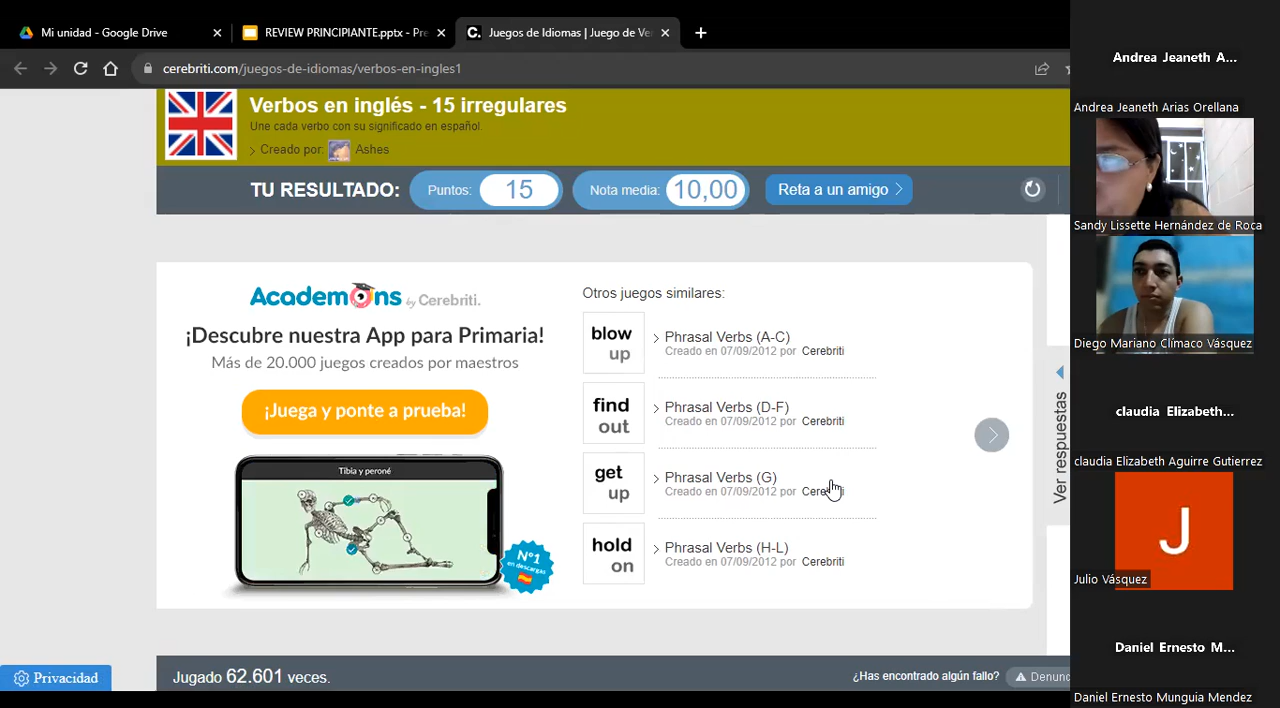 Mi unidad - Google Drive
REVIEW PRINCIPIANTE.pptx - Pre
C. Juegos de Idiomas | Juego de Ver
cerebriti.com/juegos-de-idiomas/verbos-en-ingles1
Verbos en inglés - 15 irregulares
Une cada verbo con su significado en español.
Creado por: Ashes
TU RESULTADO: Puntos: 15 Nota media: 10,00 Reta a un amigo
Academons by Cerebriti.
¡Descubre nuestra App para Primaria!
Más de 20.000 juegos creados por maestros
¡Juega y ponte a prueba!
Tibia y peroné
Nº1
en descargas
Otros juegos similares:
blow up
Phrasal Verbs (A-C)
Creado en 07/09/2012 por Cerebriti
find out
Phrasal Verbs (D-F)
Creado en 07/09/2012 por Cerebriti
get up
Phrasal Verbs (G)
Creado en 07/09/2012 por Cerebriti
hold on
Phrasal Verbs (H-L)
Creado en 07/09/2012 por Cerebriti
Ver respuestas
Privacidad
Jugado 62.601 veces.
¿Has encontrado algún fallo? Denunc
Andrea Jeaneth A...
Andrea Jeaneth Arias Orellana
Sandy Lissette Hernández de Roca
Diego Mariano Clímaco Vásquez
claudia Elizabeth...
claudia Elizabeth Aguirre Gutierrez
J
Julio Vásquez
Daniel Ernesto M...
Daniel Ernesto Munguia Mendez